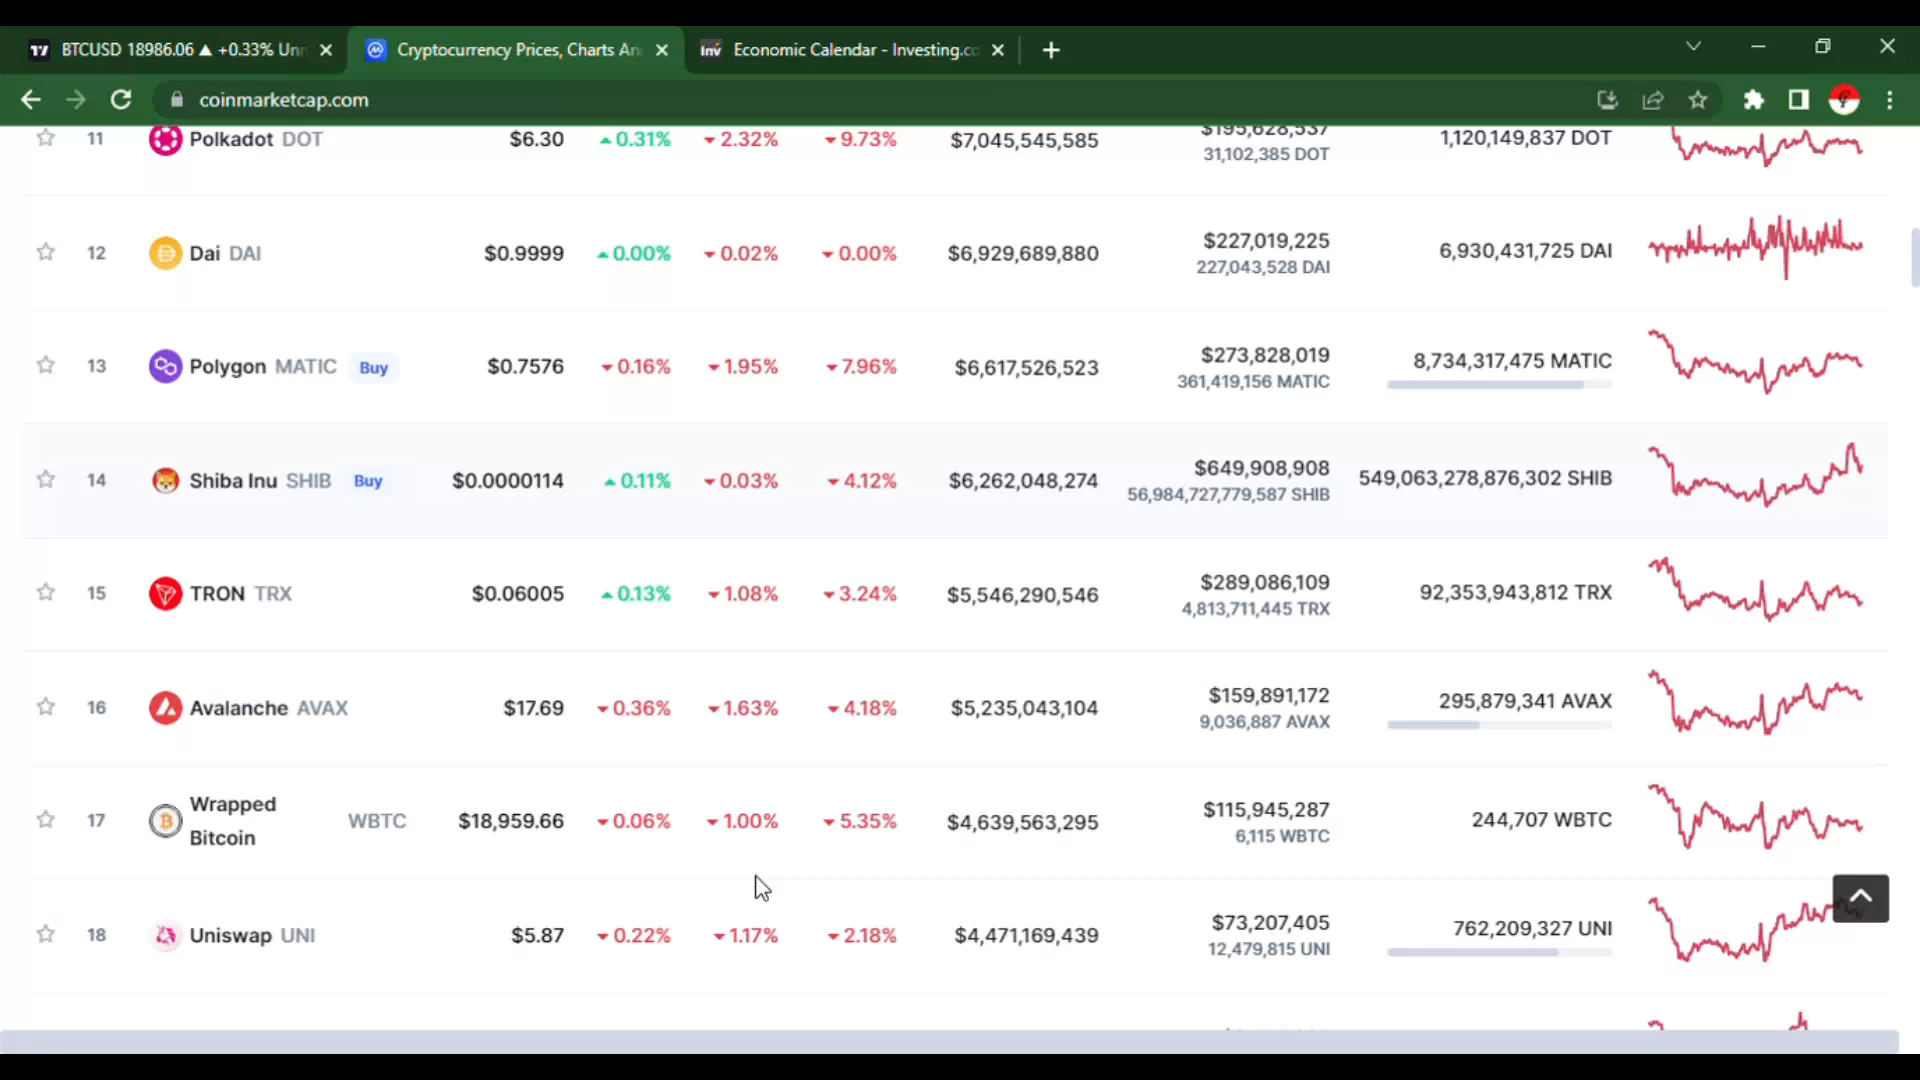 BTCUSD 18986.06 ▲ +0.33% Unn
Cryptocurrency Prices, Charts An
Inv Economic Calendar - Investing.co
coinmarketcap.com
11 Polkadot DOT $6.30 0.31% 2.32% 9.73% $7,045,545,585 $195,628,537 1,120,149,837 DOT
31,102,385 DOT
12 Dai DAI $0.9999 0.00% 0.02% 0.00% $6,929,689,880 $227,019,225 6,930,431,725 DAI
227,043,528 DAI
13 Polygon MATIC Buy $0.7576 0.16% 1.95% 7.96% $6,617,526,523 $273,828,019 8,734,317,475 MATIC
361,419,156 MATIC
14 Shiba Inu SHIB Buy $0.0000114 0.11% 0.03% 4.12% $6,262,048,274 $649,908,908 549,063,278,876,302 SHIB
56,984,727,779,587 SHIB
15 TRON TRX $0.06005 0.13% 1.08% 3.24% $5,546,290,546 $289,086,109 92,353,943,812 TRX
4,813,711,445 TRX
16 Avalanche AVAX $17.69 0.36% 1.63% 4.18% $5,235,043,104 $159,891,172 295,879,341 AVAX
9,036,887 AVAX
17 Wrapped Bitcoin WBTC $18,959.66 0.06% 1.00% 5.35% $4,639,563,295 $115,945,287 244,707 WBTC
6,115 WBTC
18 Uniswap UNI $5.87 0.22% 1.17% 2.18% $4,471,169,439 $73,207,405 762,209,327 UNI
12,479,815 UNI